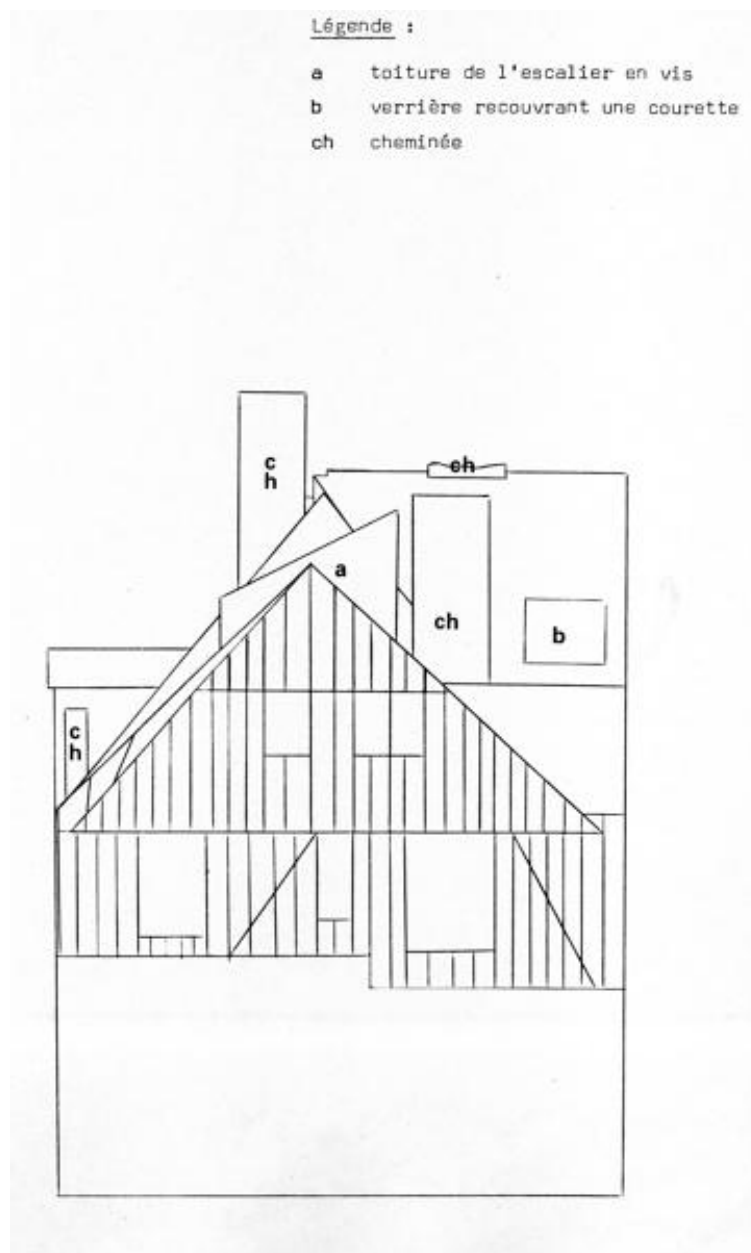 Légende :
a toiture de l'escalier en vis
b verrière recouvrant une courette
ch cheminée
c
h
ch
a
ch
b
c
h